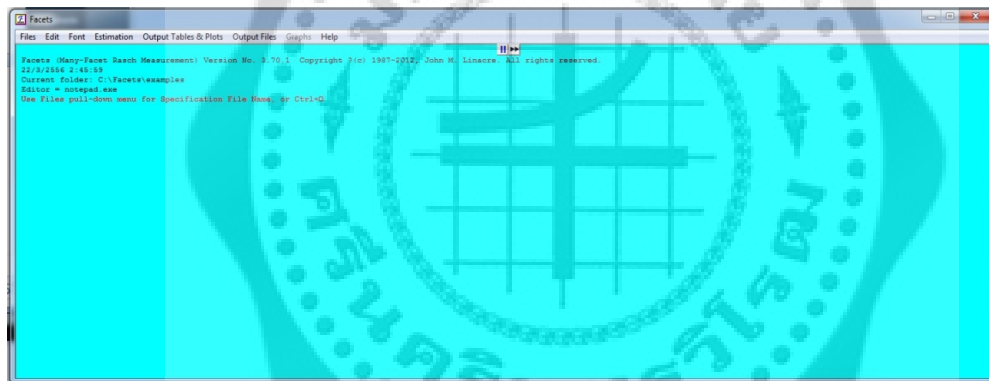 Facets
Files Edit Font Estimation Output Tables & Plots Output Files Graphs Help
Facets (Many-Facet Rasch Measurement) Version No. 3.70.1 Copyright (c) 1987-2012, John M. Linacre. All rights reserved.
22/3/2556 2:45:59
Current folder: C:\Facets\examples
Editor = notepad.exe
Use Files pull-down menu for Specification File Name, or Ctrl+O